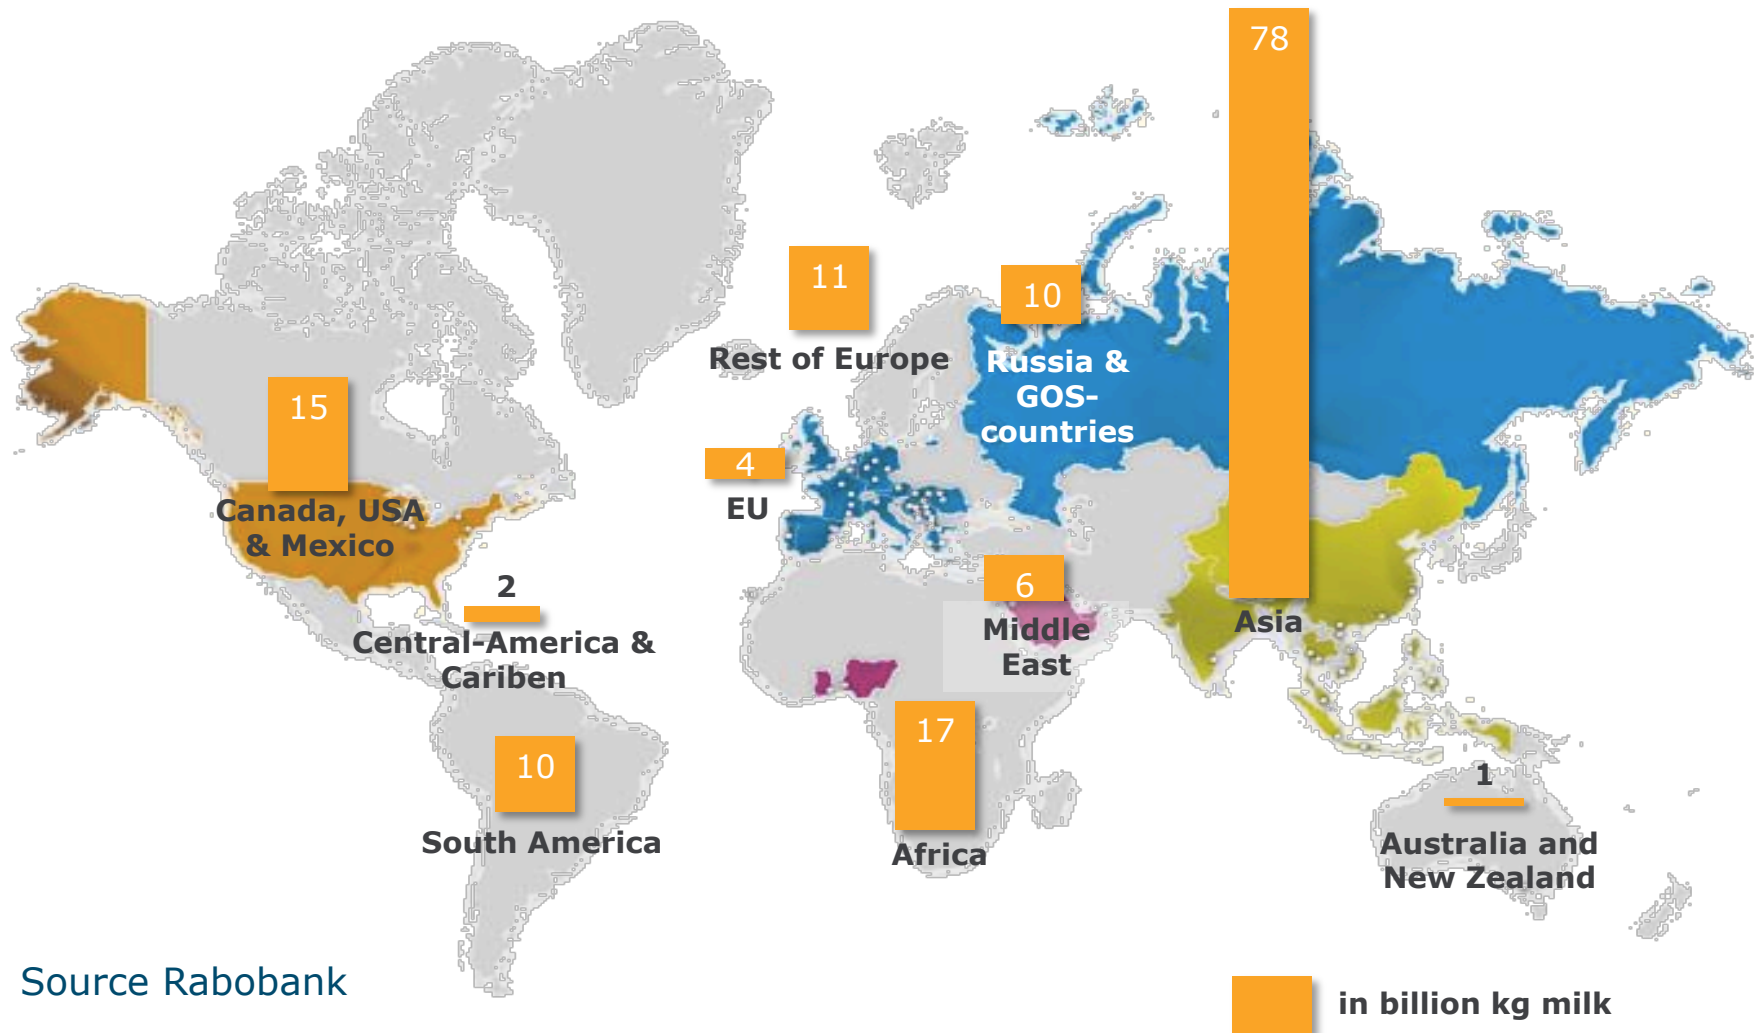 78
11
10
Rest of Europe
Russia &
GOS-
countries
15
4
EU
Canada, USA
& Mexico
2
Central-America &
Cariben
6
Middle
East
Asia
17
Africa
10
South America
1
Australia and
New Zealand
Source Rabobank
in billion kg milk